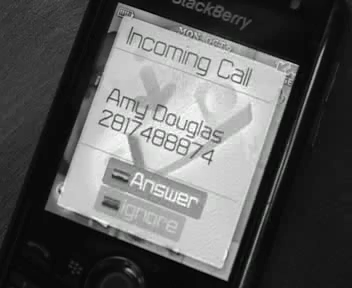 BlackBerry
Incoming Call
Amy Douglas
2817488874
Answer
Ignore